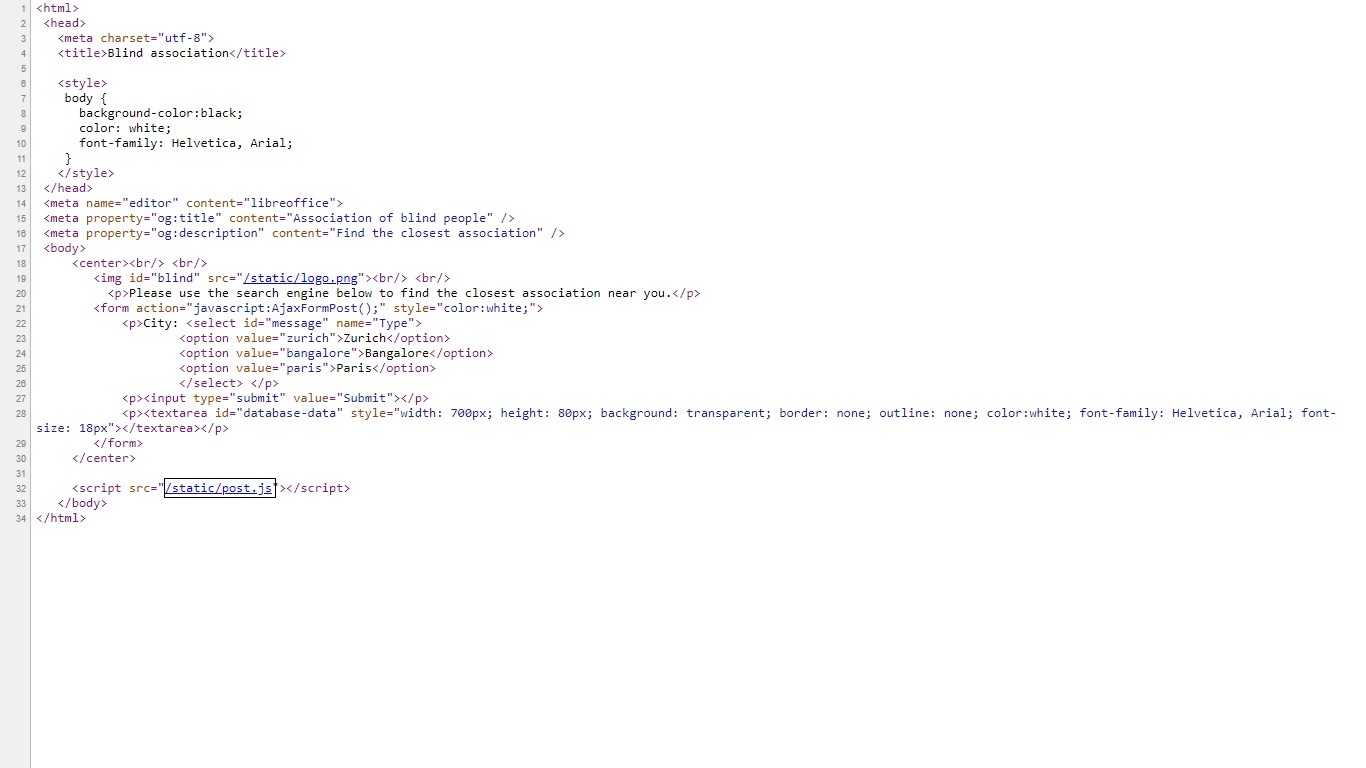 1 <html>
2 <head>
3 <meta charset="utf-8">
4 <title>Blind association</title>
5
6 <style>
7 body {
8 background-color:black;
9 color: white;
10 font-family: Helvetica, Arial;
11 }
12 </style>
13 </head>
14 <meta name="editor" content="libreoffice">
15 <meta property="og:title" content="Association of blind people" />
16 <meta property="og:description" content="Find the closest association" />
17 <body>
18 <center><br/> <br/>
19 <img id="blind" src="/static/logo.png"><br/> <br/>
20 <p>Please use the search engine below to find the closest association near you.</p>
21 <form action="javascript:AjaxFormPost();" style="color:white;">
22 <p>City: <select id="message" name="Type">
23 <option value="zurich">Zurich</option>
24 <option value="bangalore">Bangalore</option>
25 <option value="paris">Paris</option>
26 </select> </p>
27 <p><input type="submit" value="Submit"></p>
28 <p><textarea id="database-data" style="width: 700px; height: 80px; background: transparent; border: none; outline: none; color:white; font-family: Helvetica, Arial; font-
size: 18px"></textarea></p>
29 </form>
30 </center>
31
32 <script src="/static/post.js"></script>
33 </body>
34 </html>